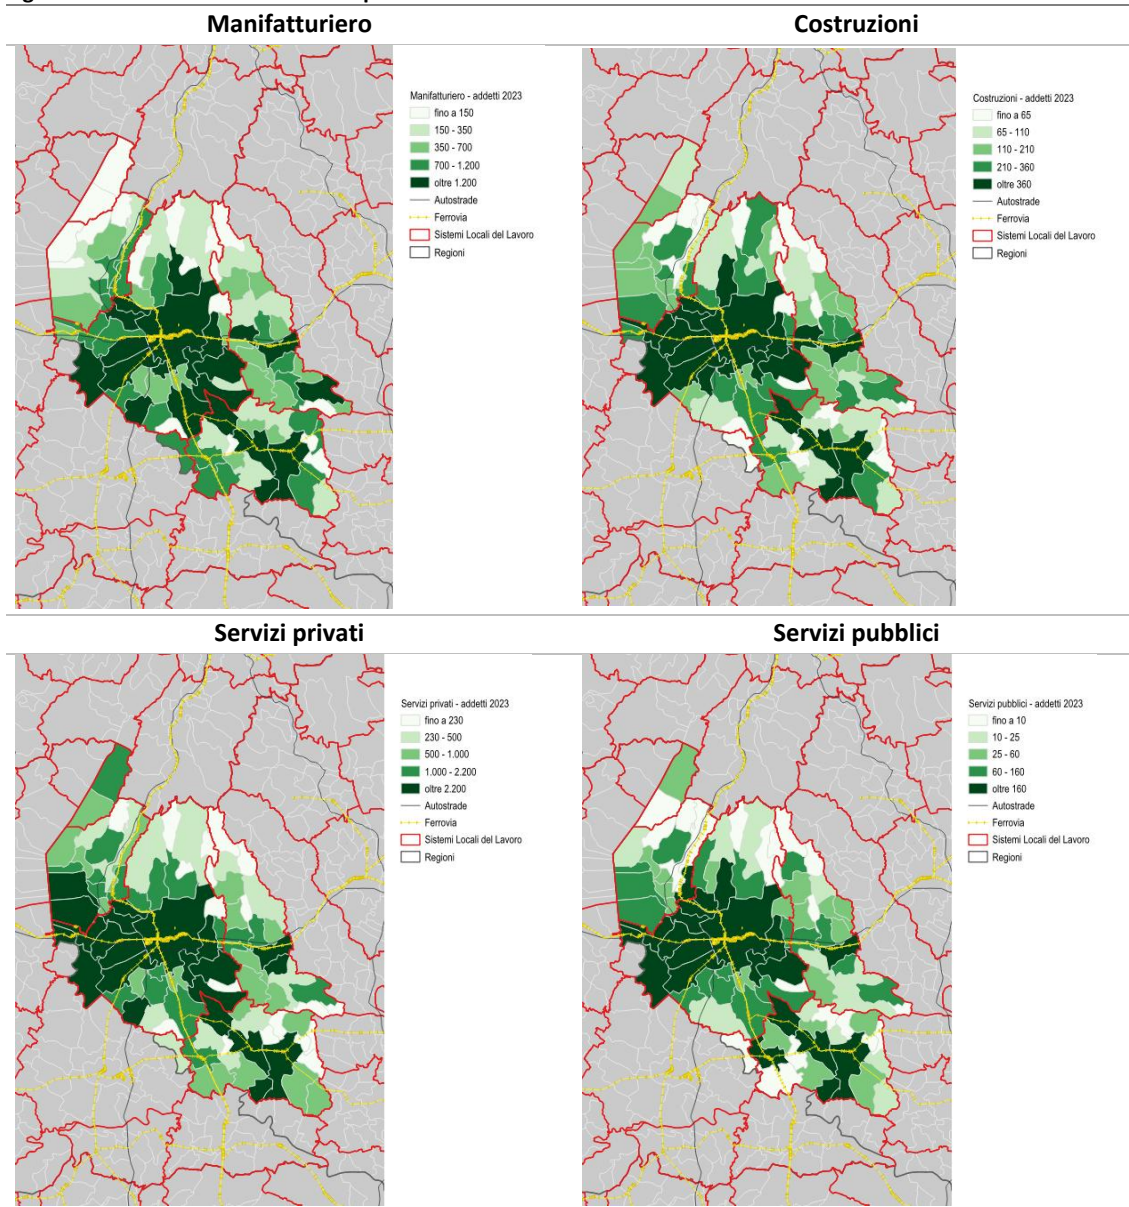 Manifatturiero
Costruzioni
Manifatturiero - addetti 2023
fino a 150
150 - 350
350 - 700
700 - 1.200
oltre 1.200
Autostrade
Ferrovia
Sistemi Locali del Lavoro
Regioni
Costruzioni - addetti 2023
fino a 65
65 - 110
110 - 210
210 - 360
oltre 360
Autostrade
Ferrovia
Sistemi Locali del Lavoro
Regioni
Servizi privati
Servizi pubblici
Servizi privati - addetti 2023
fino a 230
230 - 500
500 - 1.000
1.000 - 2.200
oltre 2.200
Autostrade
Ferrovia
Sistemi Locali del Lavoro
Regioni
Servizi pubblici - addetti 2023
fino a 10
10 - 25
25 - 60
60 - 160
oltre 160
Autostrade
Ferrovia
Sistemi Locali del Lavoro
Regioni